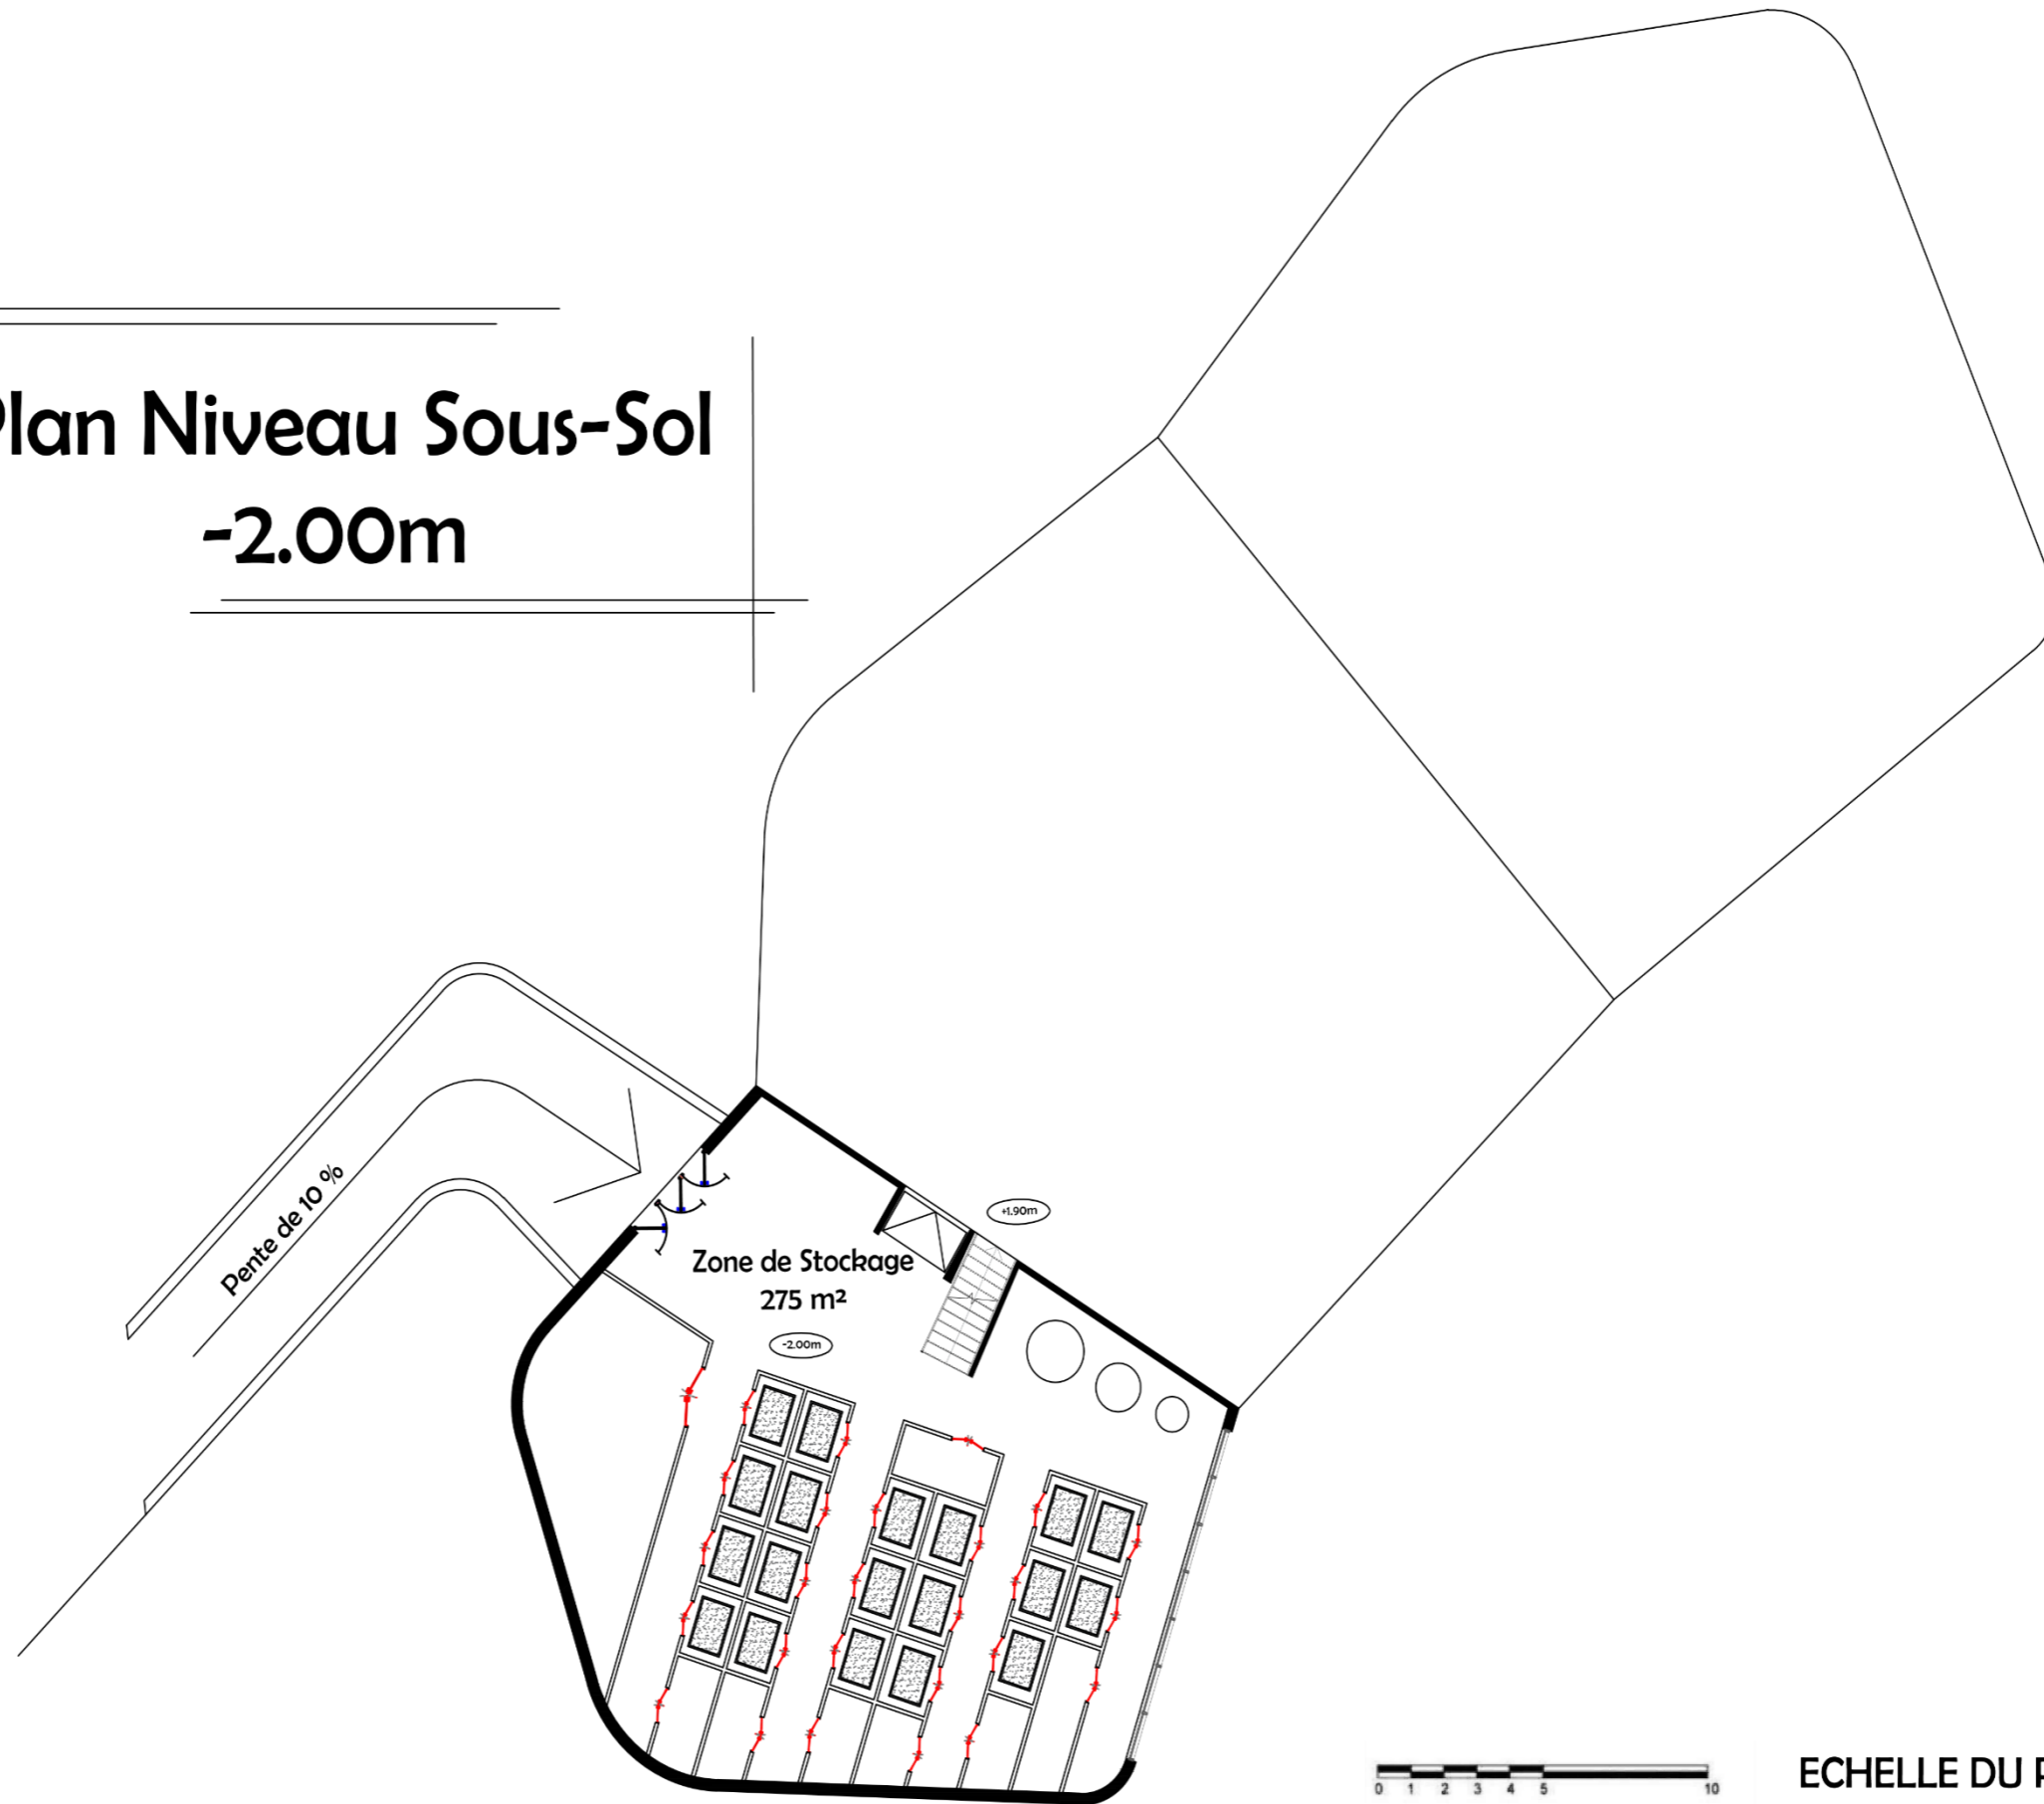 Plan Niveau Sous-Sol
-2.00m
Pente de 10 %
+1.90m
Zone de Stockage
275 m²
-2.00m
0 1 2 3 4 5 10
ECHELLE DU